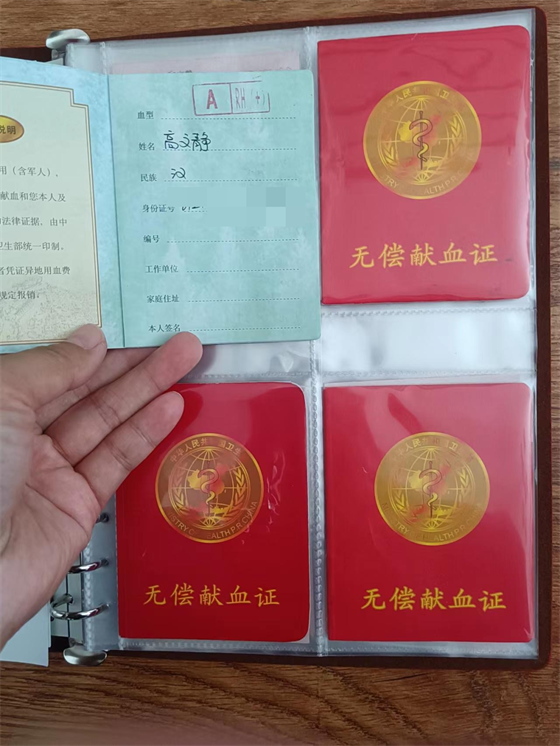 说明
用（含军人）、
献血和您本人及
法律证据。由中
卫生部统一印制。
者凭证异地用血费
规定报销。
A RH(+)
血型
姓名 高文静
民族 汉
身份证号
编号
工作单位
家庭住址
本人签名
无偿献血证
无偿献血证
无偿献血证